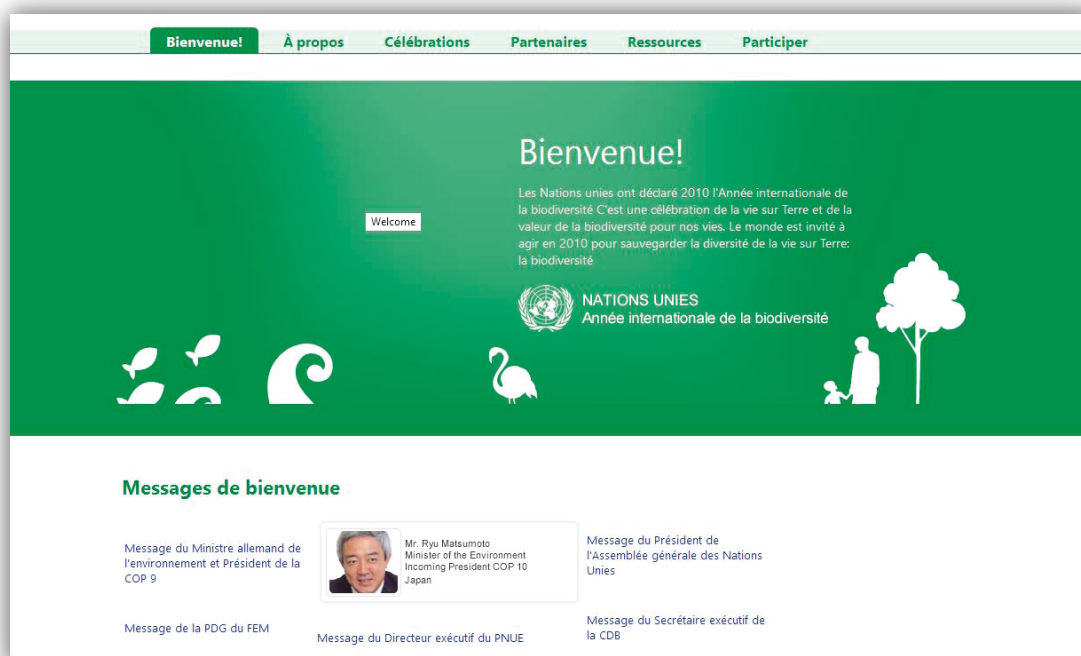 Bienvenue! À propos Célébrations Partenaires Ressources Participer
Bienvenue!
Les Nations unies ont déclaré 2010 l'Année internationale de
la biodiversité C'est une célébration de la vie sur Terre et de la
valeur de la biodiversité pour nos vies. Le monde est invité à
agir en 2010 pour sauvegarder la diversité de la vie sur Terre:
la biodiversité
Welcome
NATIONS UNIES
Année internationale de la biodiversité
Messages de bienvenue
Message du Ministre allemand de
l'environnement et Président de la
COP 9
Mr. Ryu Matsumoto
Minister of the Environment
Incoming President COP 10
Japan
Message du Président de
l'Assemblée générale des Nations
Unies
Message de la PDG du FEM
Message du Directeur exécutif du PNUE
Message du Secrétaire exécutif de
la CDB